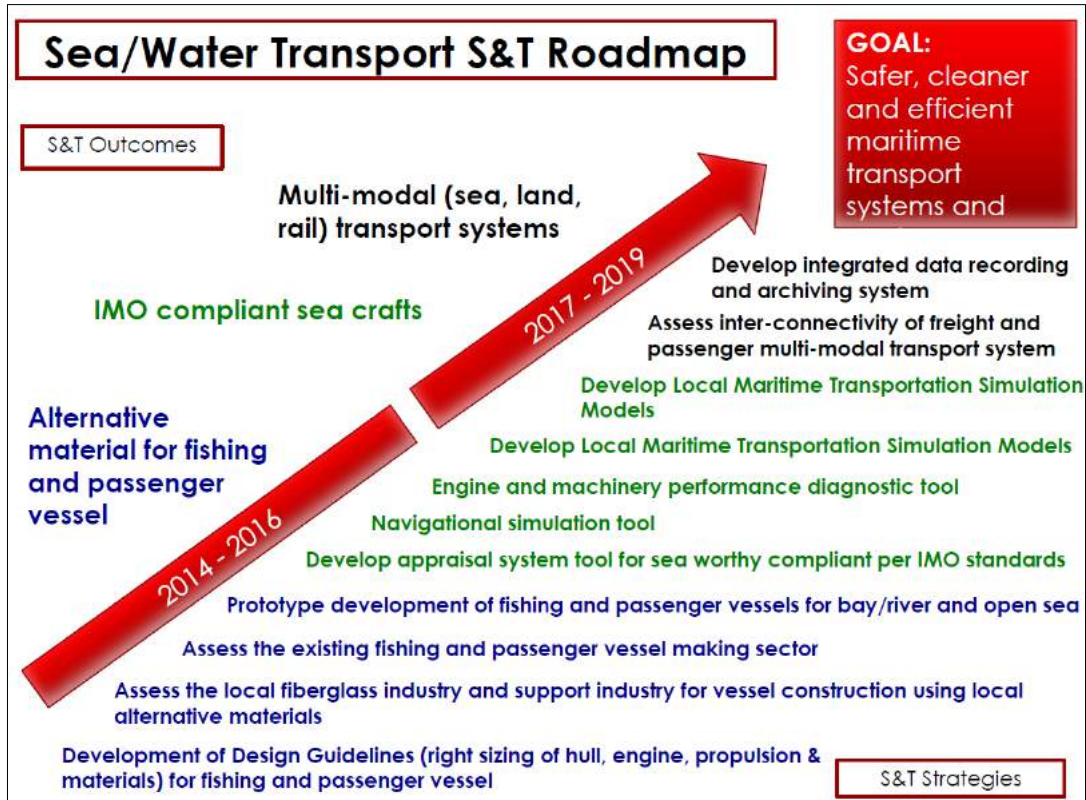 Sea/Water Transport S&T Roadmap
GOAL:
Safer, cleaner
and efficient
maritime
transport
systems and
S&T Outcomes
Multi-modal (sea, land,
rail) transport systems
IMO compliant sea crafts
Alternative
material for fishing
and passenger
vessel
2017 - 2019
2014 - 2016
Develop integrated data recording
and archiving system
Assess inter-connectivity of freight and
passenger multi-modal transport system
Develop Local Maritime Transportation Simulation
Models
Develop Local Maritime Transportation Simulation Models
Engine and machinery performance diagnostic tool
Navigational simulation tool
Develop appraisal system tool for sea worthy compliant per IMO standards
Prototype development of fishing and passenger vessels for bay/river and open sea
Assess the existing fishing and passenger vessel making sector
Assess the local fiberglass industry and support industry for vessel construction using local
alternative materials
Development of Design Guidelines (right sizing of hull, engine, propulsion &
materials) for fishing and passenger vessel
S&T Strategies